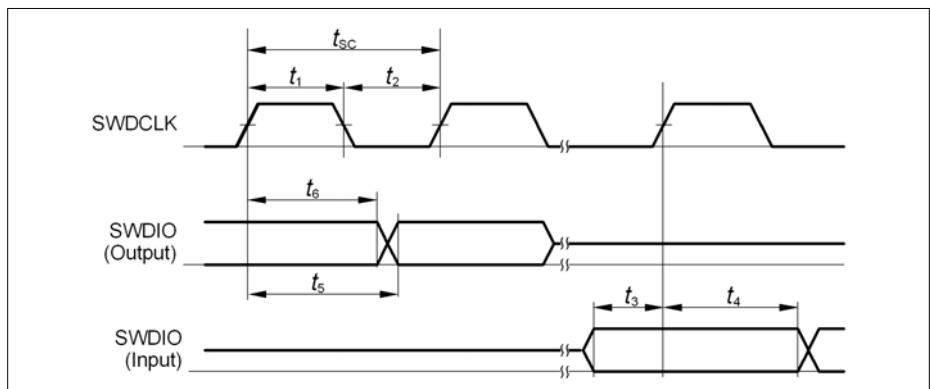 tSC
t1
t2
SWDCLK
t6
SWDIO
(Output)
t5
t3
t4
SWDIO
(Input)